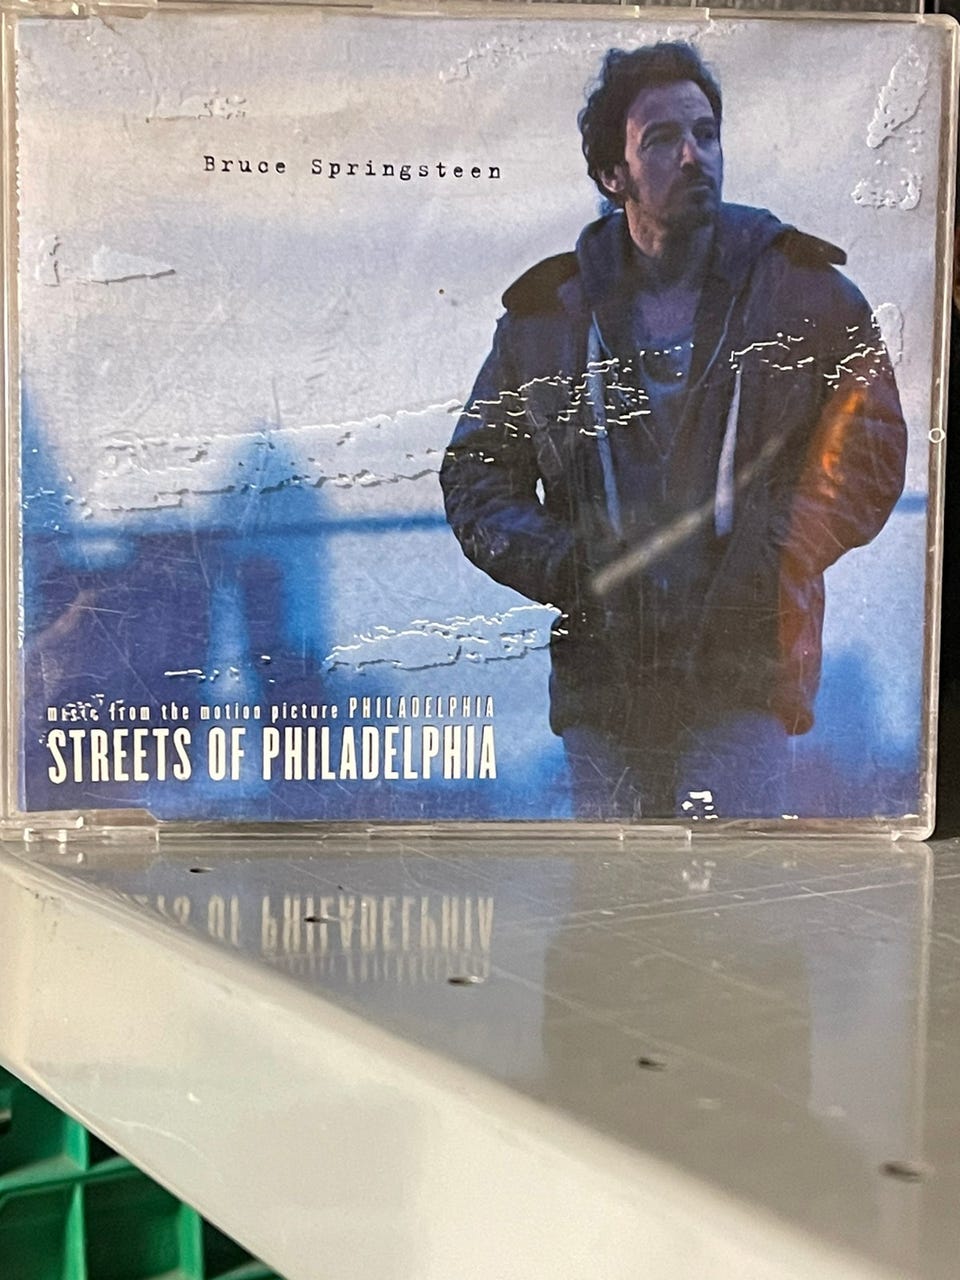 Bruce Springsteen
music from the motion picture PHILADELPHIA
STREETS OF PHILADELPHIA